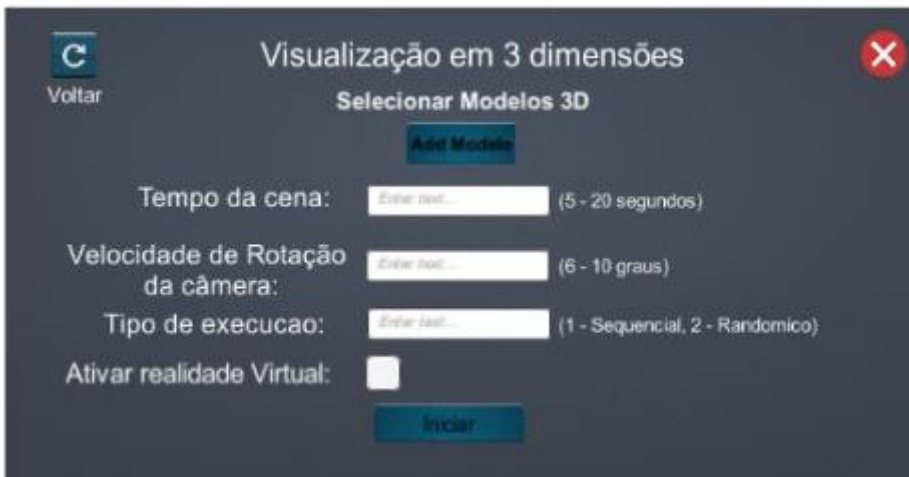 Visualização em 3 dimensões
Voltar
Selecionar Modelos 3D
Add Modelo
Tempo da cena: Enter text... (5 - 20 segundos)
Velocidade de Rotação
da câmera: Enter text... (6 - 10 graus)
Tipo de execucao: Enter text... (1 - Sequencial, 2 - Randomico)
Ativar realidade Virtual:
Iniciar